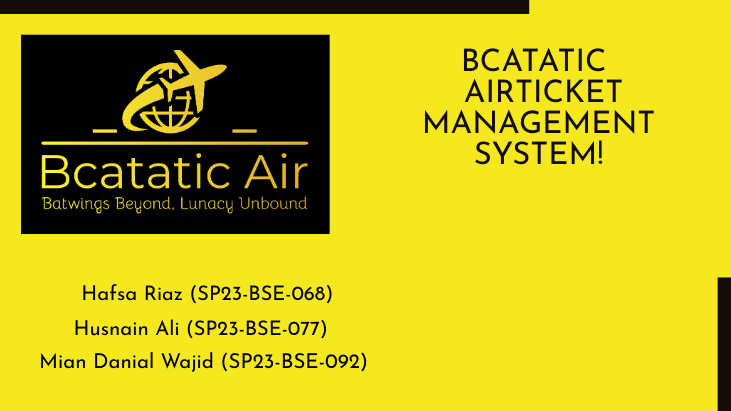 Bcatatic Air
Batwings Beyond, Lunacy Unbound
BCATATIC
AIRTICKET
MANAGEMENT
SYSTEM!
Hafsa Riaz (SP23-BSE-068)
Husnain Ali (SP23-BSE-077)
Mian Danial Wajid (SP23-BSE-092)